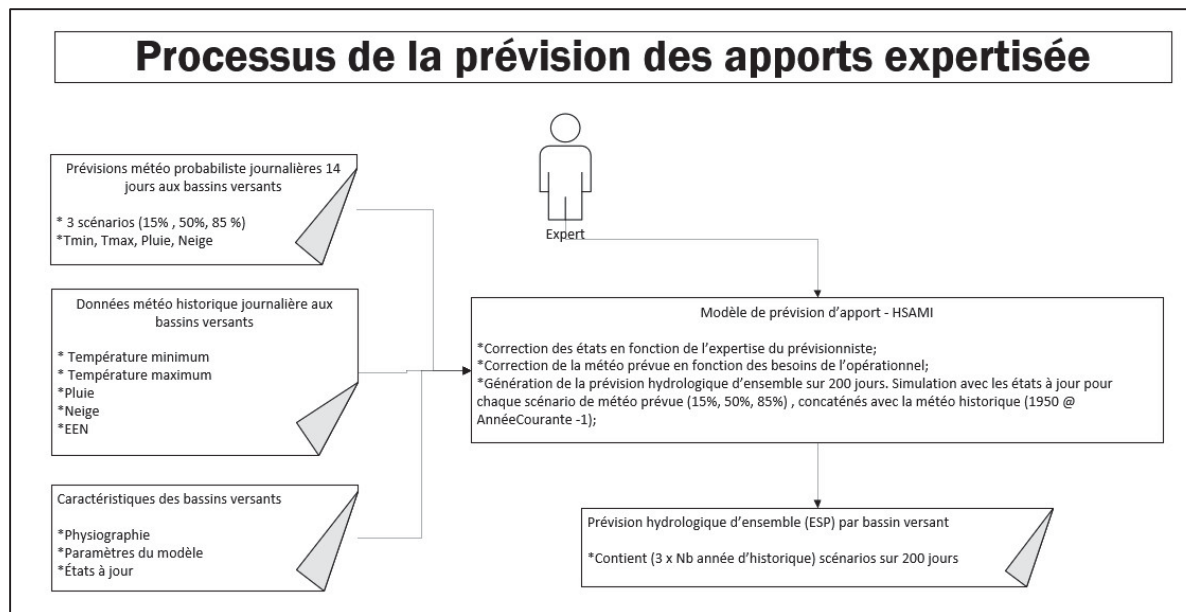 Processus de la prévision des apports expertisée
Prévisions météo probabiliste journalières 14
jours aux bassins versants
* 3 scénarios (15% , 50%, 85 %)
*Tmin, Tmax, Pluie, Neige
Expert
Données météo historique journalière aux
bassins versants
* Température minimum
* Température maximum
*Pluie
*Neige
*EEN
Modèle de prévision d’apport - HSAMI
*Correction des états en fonction de l’expertise du prévisionniste;
*Correction de la météo prévue en fonction des besoins de l’opérationnel;
*Génération de la prévision hydrologique d’ensemble sur 200 jours. Simulation avec les états à jour pour
chaque scénario de météo prévue (15%, 50%, 85%) , concaténés avec la météo historique (1950 @
AnnéeCourante -1);
Caractéristiques des bassins versants
*Physiographie
*Paramètres du modèle
*États à jour
Prévision hydrologique d’ensemble (ESP) par bassin versant
*Contient (3 x Nb année d’historique) scénarios sur 200 jours